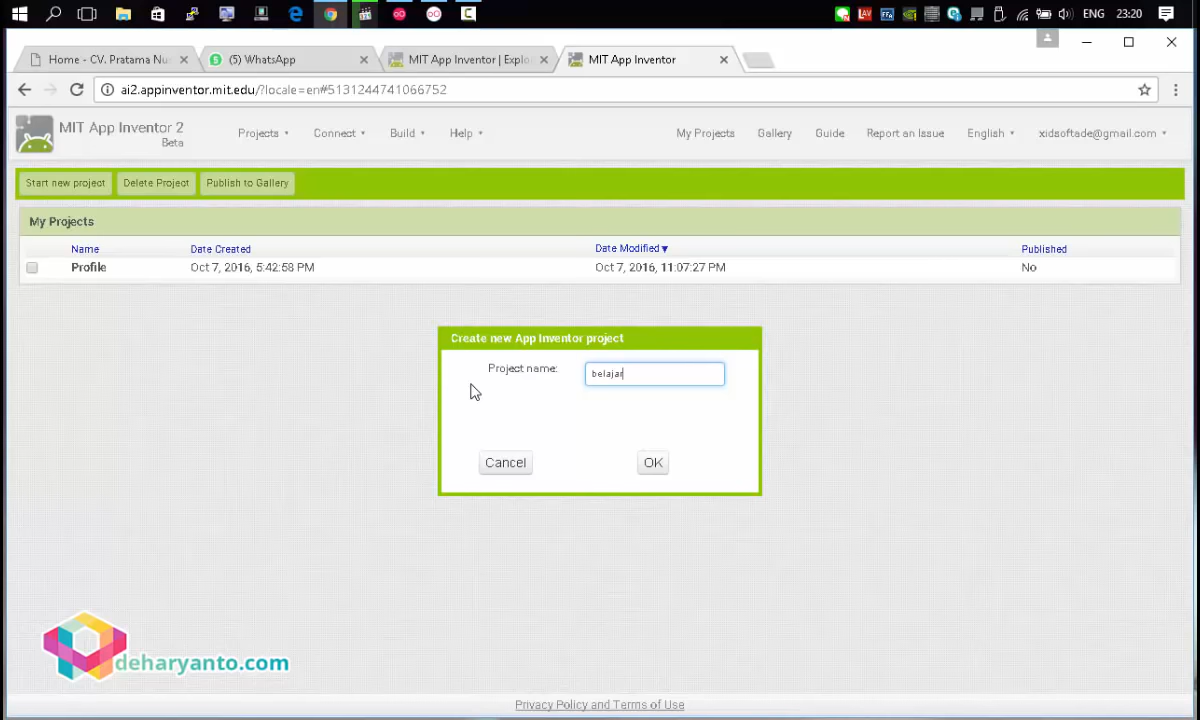 ENG 23:20
Home - CV. Pratama Nus
(5) WhatsApp
MIT App Inventor | Explo
MIT App Inventor
ai2.appinventor.mit.edu/?locale=en#5131244741066752
MIT App Inventor 2
Beta
Projects Connect Build Help My Projects Gallery Guide Report an Issue English xidsoftade@gmail.com
Start new project Delete Project Publish to Gallery
My Projects
Name Date Created Date Modified Published
Profile Oct 7, 2016, 5:42:58 PM Oct 7, 2016, 11:07:27 PM No
Create new App Inventor project
Project name: belajar
Cancel OK
deharyanto.com
Privacy Policy and Terms of Use